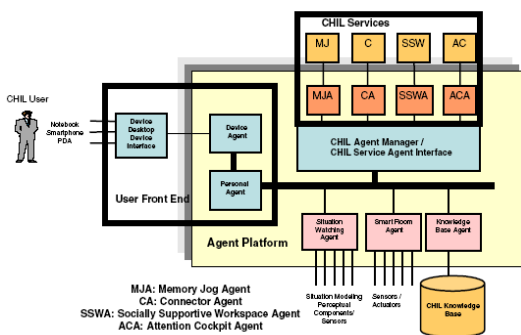 CHIL Services
MJ
C
SSW
AC
MJA
CA
SSWA
ACA
CHIL User
Notebook
Smartphone
PDA
Device
Desktop
Device
Interface
Device
Agent
CHIL Agent Manager /
CHIL Service Agent Interface
Personal
Agent
User Front End
Agent Platform
Situation
Watching
Agent
Smart Room
Agent
Knowledge
Base Agent
Situation Modeling
Perceptual
Components/
Sensors
Sensors /
Actuators
CHIL Knowledge
Base
MJA: Memory Jog Agent
CA: Connector Agent
SSWA: Socially Supportive Workspace Agent
ACA: Attention Cockpit Agent